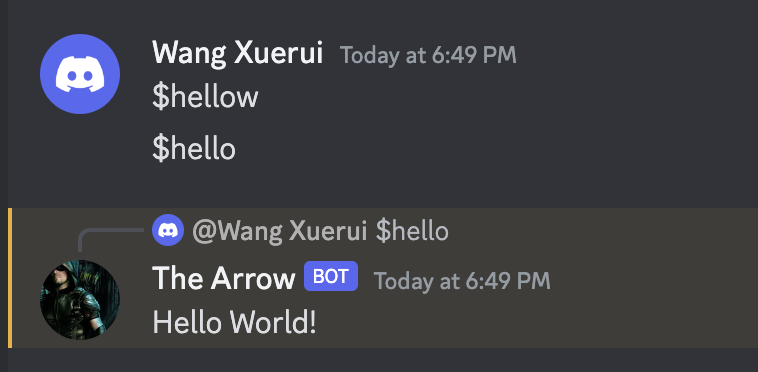 Wang Xuerui Today at 6:49 PM
$hellow
$hello
@Wang Xuerui $hello
The Arrow BOT Today at 6:49 PM
Hello World!